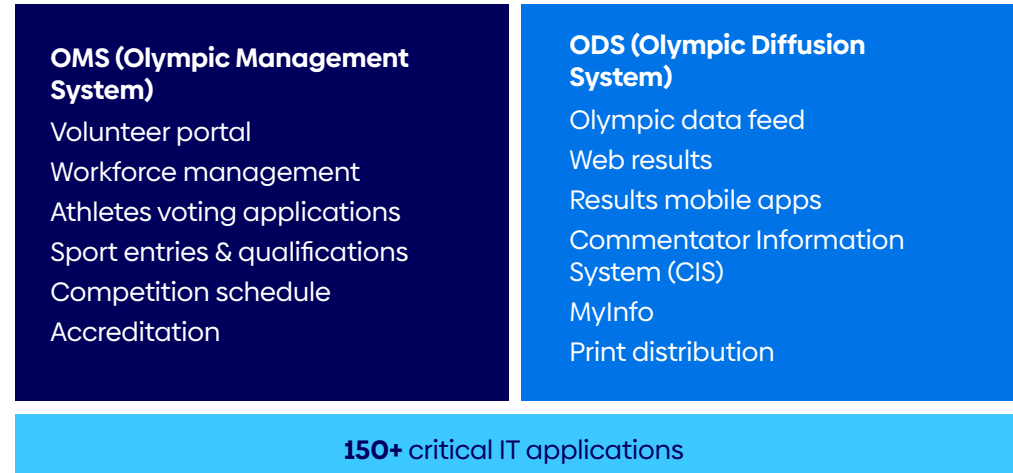 OMS (Olympic Management
System)
Volunteer portal
Workforce management
Athletes voting applications
Sport entries & qualifications
Competition schedule
Accreditation
ODS (Olympic Diffusion
System)
Olympic data feed
Web results
Results mobile apps
Commentator Information
System (CIS)
MyInfo
Print distribution
150+ critical IT applications